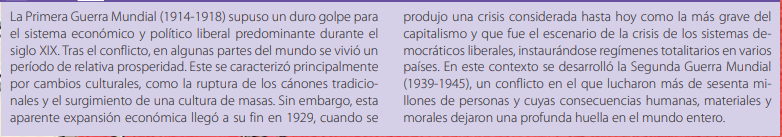 La Primera Guerra Mundial (1914-1918) supuso un duro golpe para
el sistema económico y político liberal predominante durante el
siglo XIX. Tras el conflicto, en algunas partes del mundo se vivió un
período de relativa prosperidad. Este se caracterizó principalmente
por cambios culturales, como la ruptura de los cánones tradicio-
nales y el surgimiento de una cultura de masas. Sin embargo, esta
aparente expansión económica llegó a su fin en 1929, cuando se
produjo una crisis considerada hasta hoy como la más grave del
capitalismo y que fue el escenario de la crisis de los sistemas de-
mocráticos liberales, instaurándose regímenes totalitarios en varios
países. En este contexto se desarrolló la Segunda Guerra Mundial
(1939-1945), un conflicto en el que lucharon más de sesenta mi-
llones de personas y cuyas consecuencias humanas, materiales y
morales dejaron una profunda huella en el mundo entero.